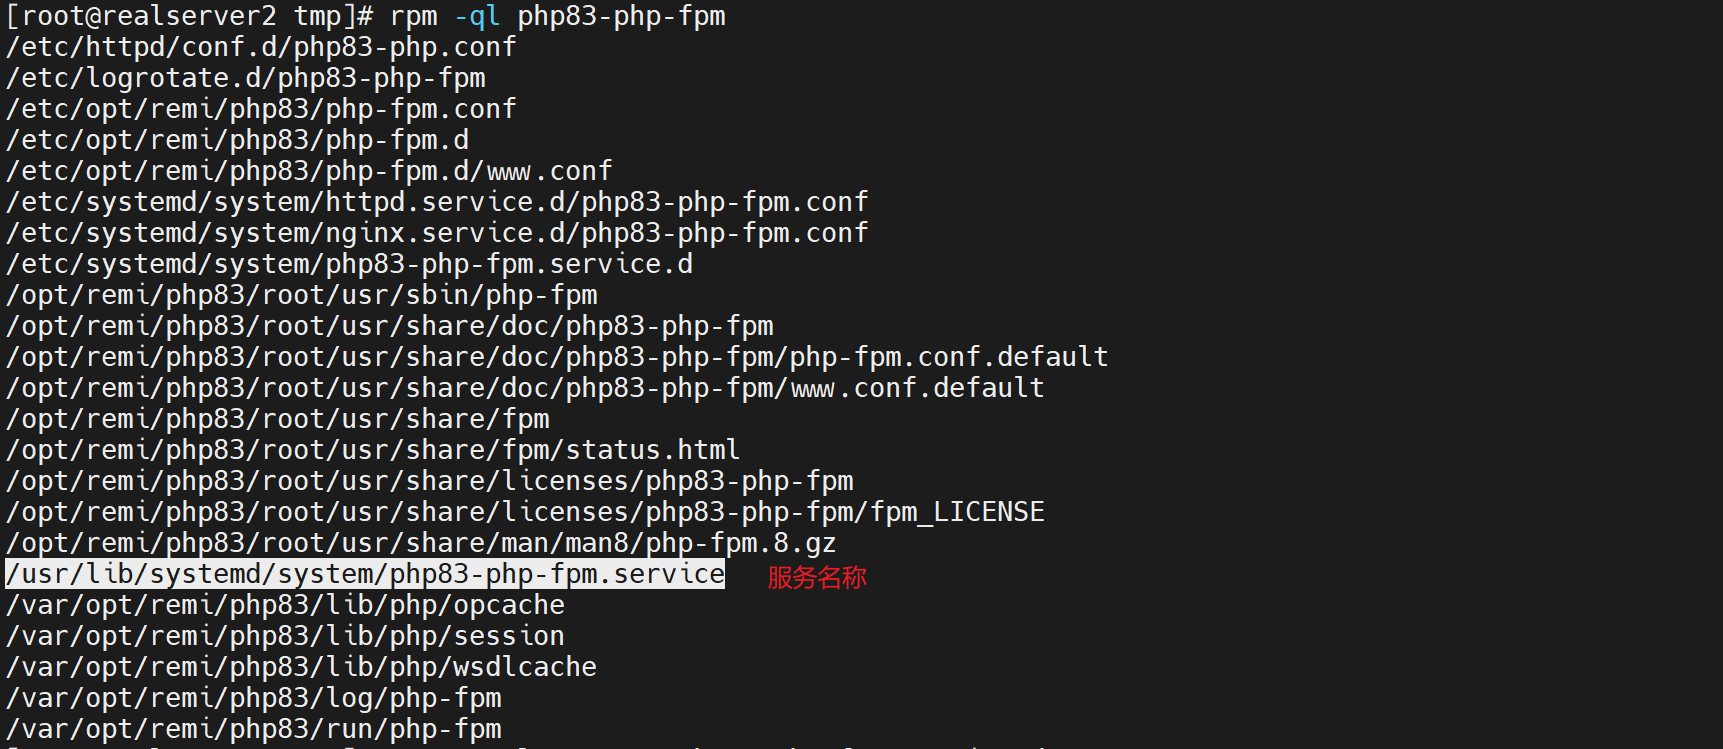 [root@realserver2 tmp]# rpm -ql php83-php-fpm
/etc/httpd/conf.d/php83-php.conf
/etc/logrotate.d/php83-php-fpm
/etc/opt/remi/php83/php-fpm.conf
/etc/opt/remi/php83/php-fpm.d
/etc/opt/remi/php83/php-fpm.d/www.conf
/etc/systemd/system/httpd.service.d/php83-php-fpm.conf
/etc/systemd/system/nginx.service.d/php83-php-fpm.conf
/etc/systemd/system/php83-php-fpm.service.d
/opt/remi/php83/root/usr/sbin/php-fpm
/opt/remi/php83/root/usr/share/doc/php83-php-fpm
/opt/remi/php83/root/usr/share/doc/php83-php-fpm/php-fpm.conf.default
/opt/remi/php83/root/usr/share/doc/php83-php-fpm/www.conf.default
/opt/remi/php83/root/usr/share/fpm
/opt/remi/php83/root/usr/share/fpm/status.html
/opt/remi/php83/root/usr/share/licenses/php83-php-fpm
/opt/remi/php83/root/usr/share/licenses/php83-php-fpm/fpm_LICENSE
/opt/remi/php83/root/usr/share/man/man8/php-fpm.8.gz
/usr/lib/systemd/system/php83-php-fpm.service 服务名称
/var/opt/remi/php83/lib/php/opcache
/var/opt/remi/php83/lib/php/session
/var/opt/remi/php83/lib/php/wsdlcache
/var/opt/remi/php83/log/php-fpm
/var/opt/remi/php83/run/php-fpm